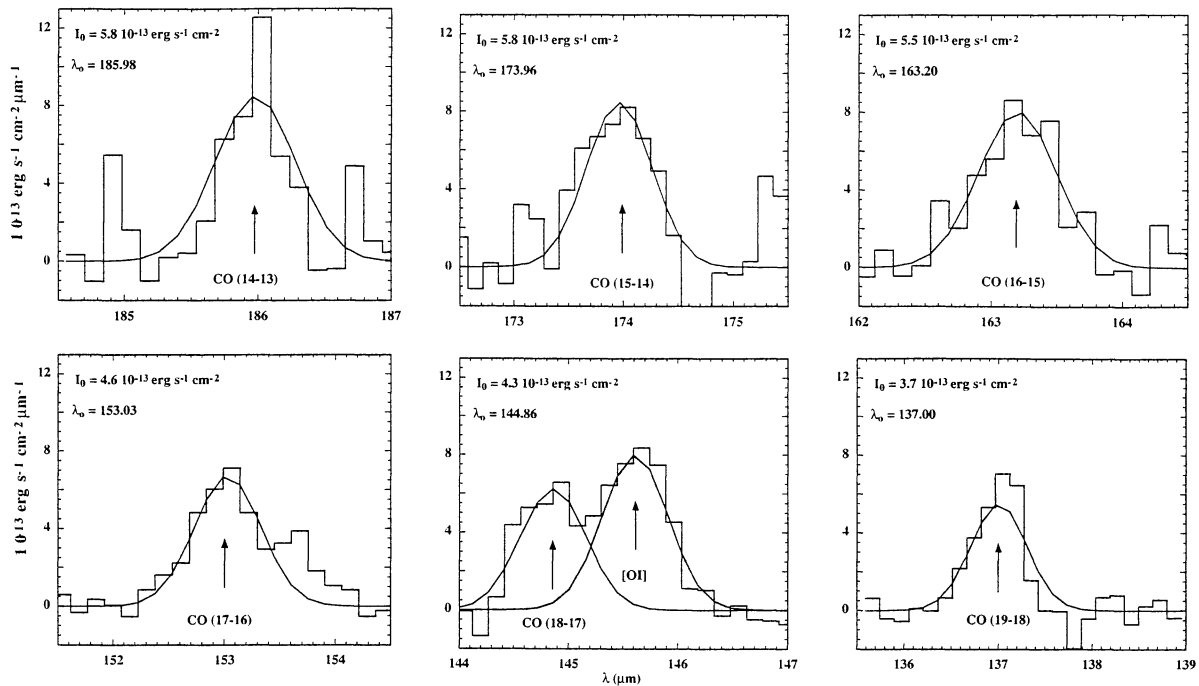 I₀ = 5.8 10⁻¹³ erg s⁻¹ cm⁻²
λₒ = 185.98
12
8
4
0
1 0⁻¹³ erg s⁻¹ cm⁻² μm⁻¹
CO (14-13)
185 186 187
I₀ = 5.8 10⁻¹³ erg s⁻¹ cm⁻²
λₒ = 173.96
12
8
4
0
CO (15-14)
173 174 175
I₀ = 5.5 10⁻¹³ erg s⁻¹ cm⁻²
λₒ = 163.20
12
8
4
0
CO (16-15)
162 163 164
I₀ = 4.6 10⁻¹³ erg s⁻¹ cm⁻²
λₒ = 153.03
12
8
4
0
1 0⁻¹³ erg s⁻¹ cm⁻² μm⁻¹
CO (17-16)
152 153 154
I₀ = 4.3 10⁻¹³ erg s⁻¹ cm⁻²
λₒ = 144.86
12
8
4
0
[OI]
CO (18-17)
144 145 146 147
λ (μm)
I₀ = 3.7 10⁻¹³ erg s⁻¹ cm⁻²
λₒ = 137.00
12
8
4
0
CO (19-18)
136 137 138 139